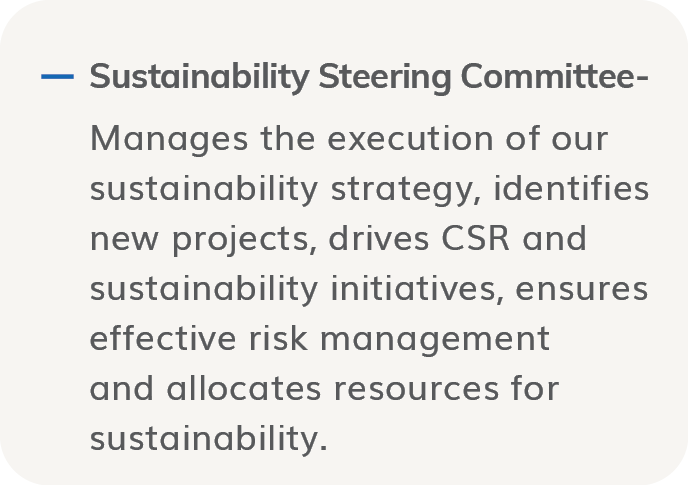 — Sustainability Steering Committee-
Manages the execution of our
sustainability strategy, identifies
new projects, drives CSR and
sustainability initiatives, ensures
effective risk management
and allocates resources for
sustainability.